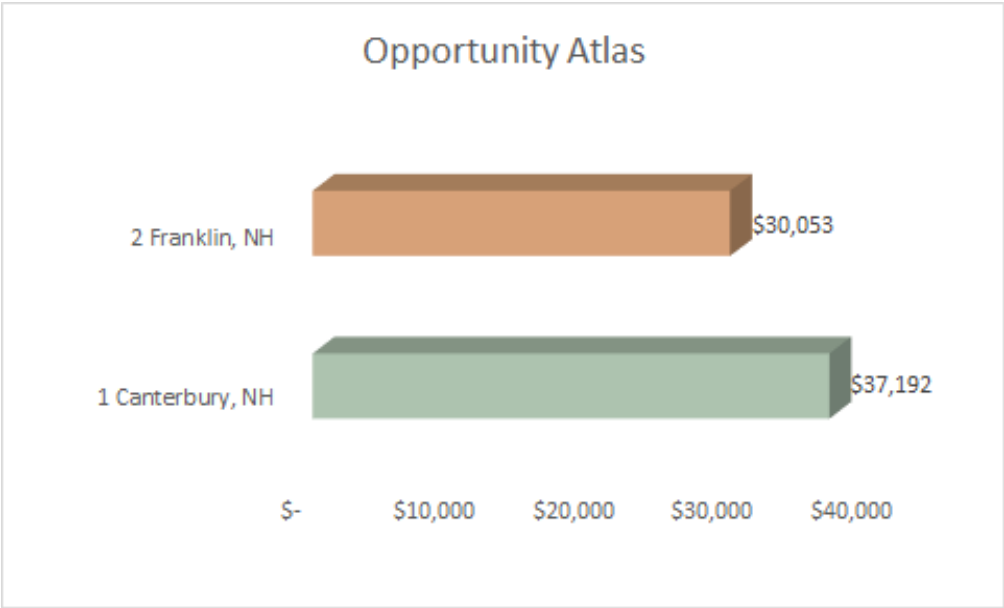 Opportunity Atlas
2 Franklin, NH
$30,053
1 Canterbury, NH
$37,192
$-
$10,000
$20,000
$30,000
$40,000